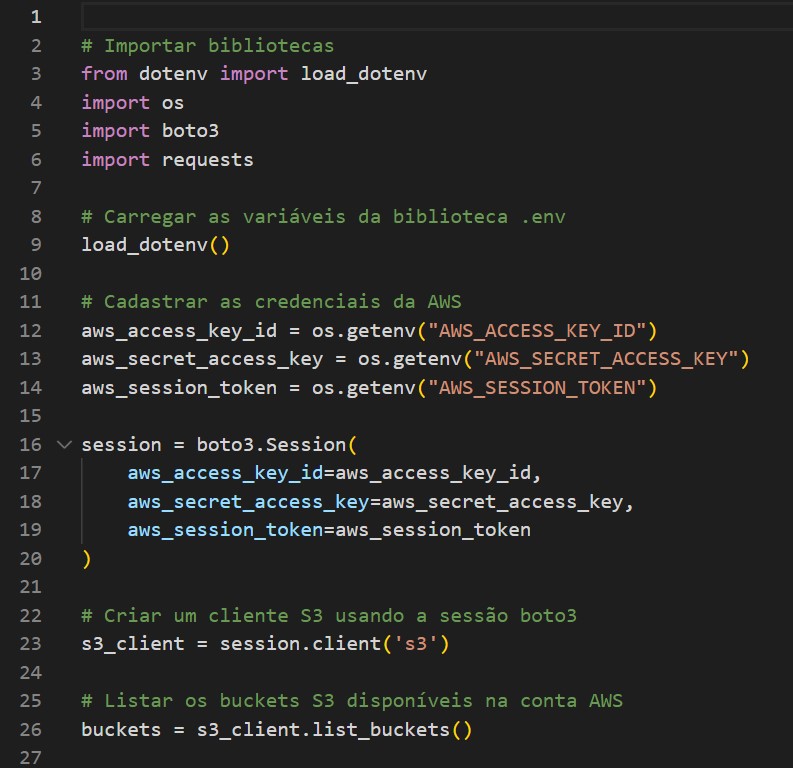 1
2 # Importar bibliotecas
3 from dotenv import load_dotenv
4 import os
5 import boto3
6 import requests
7
8 # Carregar as variáveis da biblioteca .env
9 load_dotenv()
10
11 # Cadastrar as credenciais da AWS
12 aws_access_key_id = os.getenv("AWS_ACCESS_KEY_ID")
13 aws_secret_access_key = os.getenv("AWS_SECRET_ACCESS_KEY")
14 aws_session_token = os.getenv("AWS_SESSION_TOKEN")
15
16 session = boto3.Session(
17     aws_access_key_id=aws_access_key_id,
18     aws_secret_access_key=aws_secret_access_key,
19     aws_session_token=aws_session_token
20 )
21
22 # Criar um cliente S3 usando a sessão boto3
23 s3_client = session.client('s3')
24
25 # Listar os buckets S3 disponíveis na conta AWS
26 buckets = s3_client.list_buckets()
27